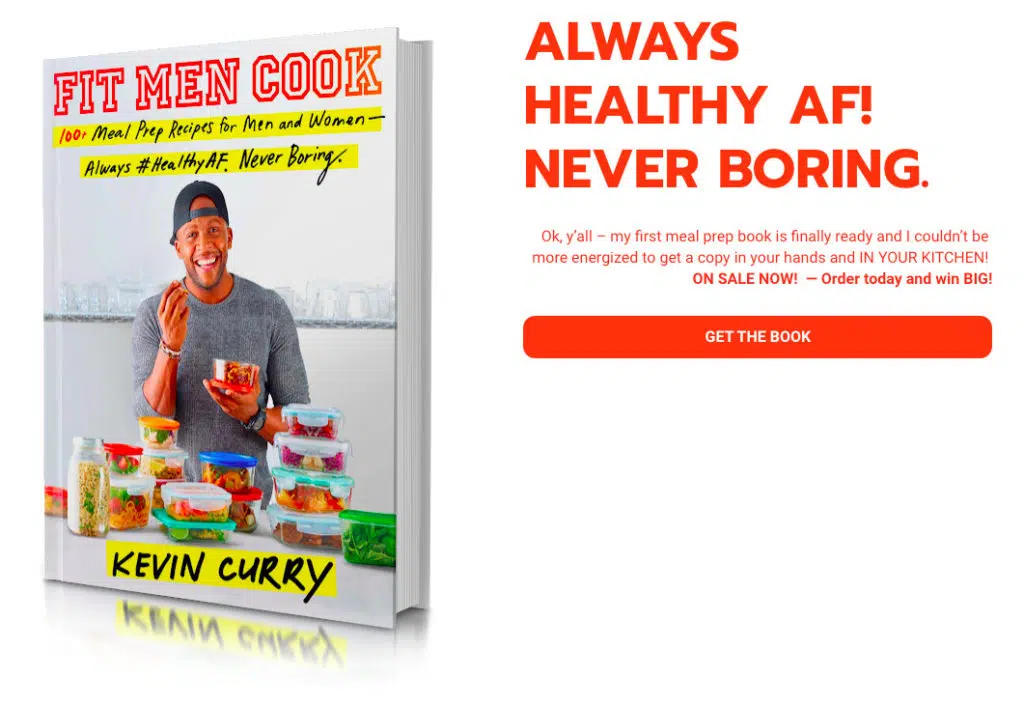 FIT MEN COOK
100+ Meal Prep Recipes for Men and Women—
Always #HealthyAF. Never Boring.
KEVIN CURRY
ALWAYS
HEALTHY AF!
NEVER BORING.
Ok, y’all – my first meal prep book is finally ready and I couldn’t be
more energized to get a copy in your hands and IN YOUR KITCHEN!
ON SALE NOW! — Order today and win BIG!
GET THE BOOK